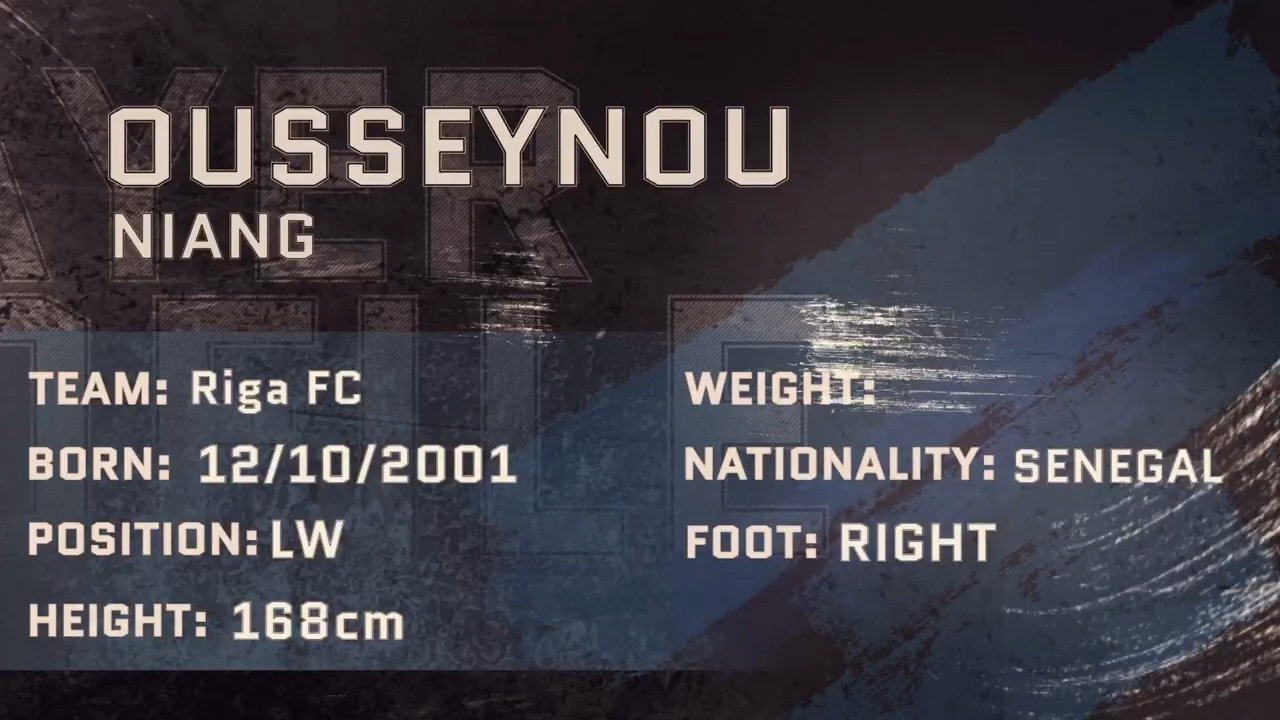 OUSSEYNOU
NIANG
TEAM: Riga FC
BORN: 12/10/2001
POSITION: LW
HEIGHT: 168cm
WEIGHT:
NATIONALITY: SENEGAL
FOOT: RIGHT